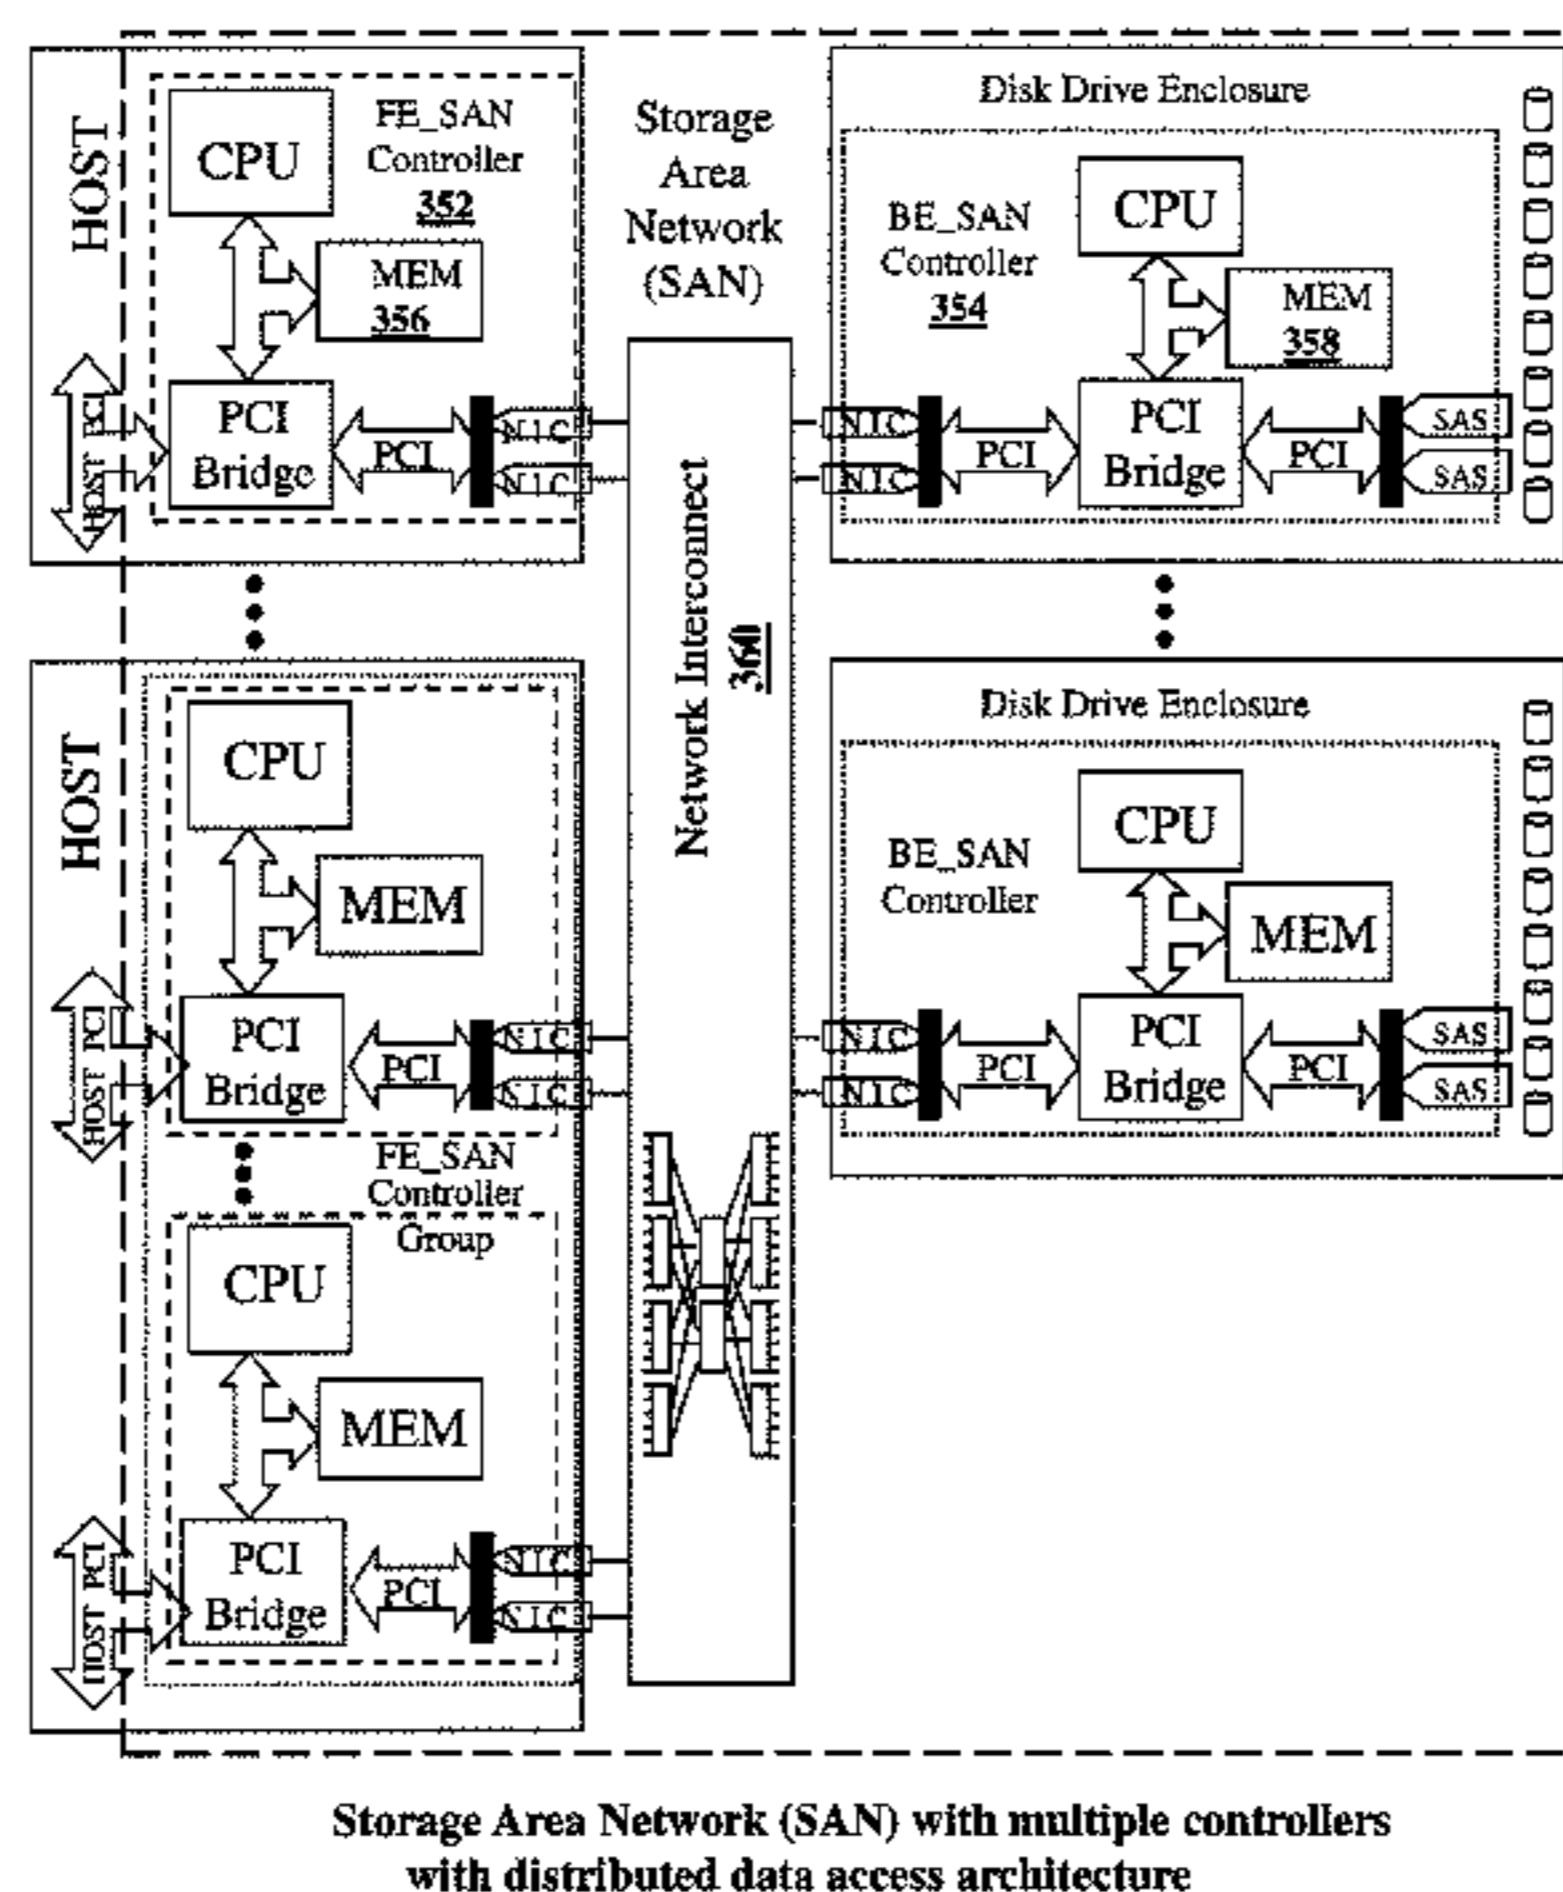 HOST
CPU
FE_SAN
Controller
352
MEM
356
HOST PCI
PCI
Bridge
PCI
NIC
NIC
Storage
Area
Network
(SAN)
Network Interconnect
360
Disk Drive Enclosure
BE_SAN
Controller
354
CPU
MEM
358
NIC
NIC
PCI
PCI
Bridge
PCI
SAS
SAS
HOST
CPU
MEM
HOST PCI
PCI
Bridge
PCI
NIC
NIC
FE_SAN
Controller
Group
CPU
MEM
HOST PCI
PCI
Bridge
PCI
NIC
NIC
Disk Drive Enclosure
BE_SAN
Controller
CPU
MEM
NIC
NIC
PCI
PCI
Bridge
PCI
SAS
SAS
Storage Area Network (SAN) with multiple controllers
with distributed data access architecture